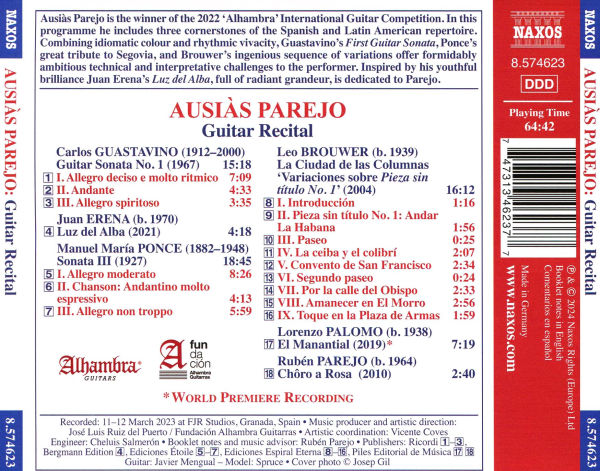 NAXOS
AUSIÀS PAREJO: Guitar Recital
8.574623
Ausiàs Parejo is the winner of the 2022 ‘Alhambra’ International Guitar Competition. In this
programme he includes three cornerstones of the Spanish and Latin American repertoire.
Combining idiomatic colour and rhythmic vivacity, Guastavino’s First Guitar Sonata, Ponce’s
great tribute to Segovia, and Brouwer’s ingenious sequence of variations offer formidably
ambitious technical and interpretative challenges to the performer. Inspired by his youthful
brilliance Juan Erena’s Luz del Alba, full of radiant grandeur, is dedicated to Parejo.
AUSIÀS PAREJO
Guitar Recital
Carlos GUASTAVINO (1912–2000)
Guitar Sonata No. 1 (1967) 15:18
1 I. Allegro deciso e molto ritmico 7:09
2 II. Andante 4:33
3 III. Allegro spiritoso 3:35
Juan ERENA (b. 1970)
4 Luz del Alba (2021) 4:18
Manuel María PONCE (1882–1948)
Sonata III (1927) 18:45
5 I. Allegro moderato 8:26
6 II. Chanson: Andantino molto
espressivo 4:13
7 III. Allegro non troppo 5:59
Leo BROUWER (b. 1939)
La Ciudad de las Columnas
‘Variaciones sobre Pieza sin
título No. 1’ (2004) 16:12
8 I. Introducción 1:16
9 II. Pieza sin título No. 1: Andar
La Habana 1:56
10 III. Paseo 0:25
11 IV. La ceiba y el colibrí 2:07
12 V. Convento de San Francisco 2:34
13 VI. Segundo paseo 0:24
14 VII. Por la calle del Obispo 2:33
15 VIII. Amanecer en El Morro 2:56
16 IX. Toque en la Plaza de Armas 1:59
Lorenzo PALOMO (b. 1938)
17 El Manantial (2019)* 7:19
Rubén PAREJO (b. 1964)
18 Chôro a Rosa (2010) 2:40
Alhambra
GUITARS
fun
da
ción
Alhambra
Guitarras
*WORLD PREMIERE RECORDING
Recorded: 11–12 March 2023 at FJR Studios, Granada, Spain • Music producer and artistic direction:
José Luis Ruiz del Puerto / Fundación Alhambra Guitarras • Artistic coordination: Vicente Coves
Engineer: Cheluis Salmerón • Booklet notes and music advisor: Rubén Parejo • Publishers: Ricordi 1–3,
Bergmann Edition 4, Ediciones Étoile 5–7, Ediciones Espiral Eterna 8–16, Piles Editorial de Música 17 18
Guitar: Javier Mengual – Model: Spruce • Cover photo © Josep Gil
NAXOS
8.574623
DDD
Playing Time
64:42
7 47313 46237 7
www.naxos.com
Made in Germany
℗ & © 2024 Naxos Rights (Europe) Ltd
Booklet notes in English
Comentarios en español
NAXOS
AUSIÀS PAREJO: Guitar Recital
8.574623